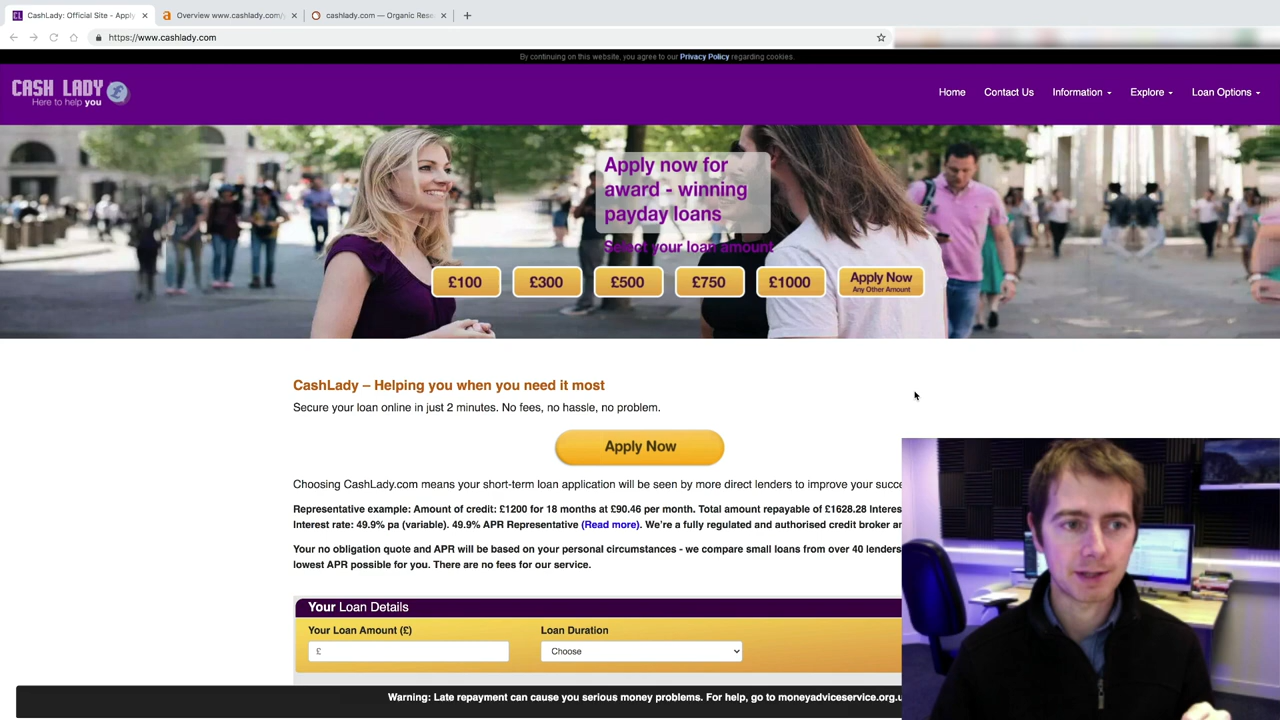 CashLady: Official Site - Apply
Overview www.cashlady.com/
cashlady.com — Organic Rese
https://www.cashlady.com
By continuing on this website, you agree to our Privacy Policy regarding cookies.
CASH LADY £
Here to help you
Home
Contact Us
Information
Explore
Loan Options
Apply now for
award - winning
payday loans
Select your loan amount
£100
£300
£500
£750
£1000
Apply Now
Any Other Amount
CashLady – Helping you when you need it most
Secure your loan online in just 2 minutes. No fees, no hassle, no problem.
Apply Now
Choosing CashLady.com means your short-term loan application will be seen by more direct lenders to improve your succe
Representative example: Amount of credit: £1200 for 18 months at £90.46 per month. Total amount repayable of £1628.28 Interes
Interest rate: 49.9% pa (variable). 49.9% APR Representative (Read more). We're a fully regulated and authorised credit broker an
Your no obligation quote and APR will be based on your personal circumstances - we compare small loans from over 40 lenders
lowest APR possible for you. There are no fees for our service.
Your Loan Details
Your Loan Amount (£)
Loan Duration
£
Choose
Warning: Late repayment can cause you serious money problems. For help, go to moneyadviceservice.org.u